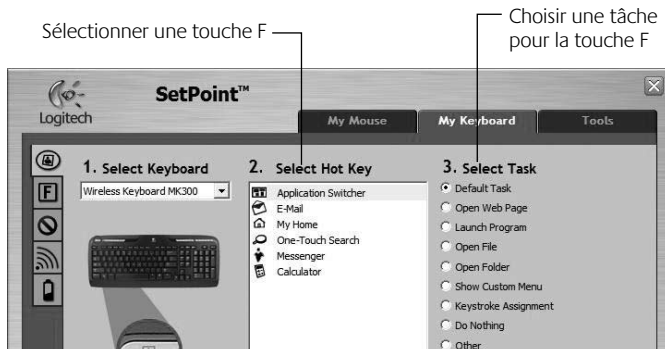 Sélectionner une touche F
Choisir une tâche
pour la touche F
Logitech
SetPoint™
My Mouse
My Keyboard
Tools
1. Select Keyboard
Wireless Keyboard MK300
2. Select Hot Key
Application Switcher
E-Mail
My Home
One-Touch Search
Messenger
Calculator
3. Select Task
Default Task
Open Web Page
Launch Program
Open File
Open Folder
Show Custom Menu
Keystroke Assignment
Do Nothing
Other
F